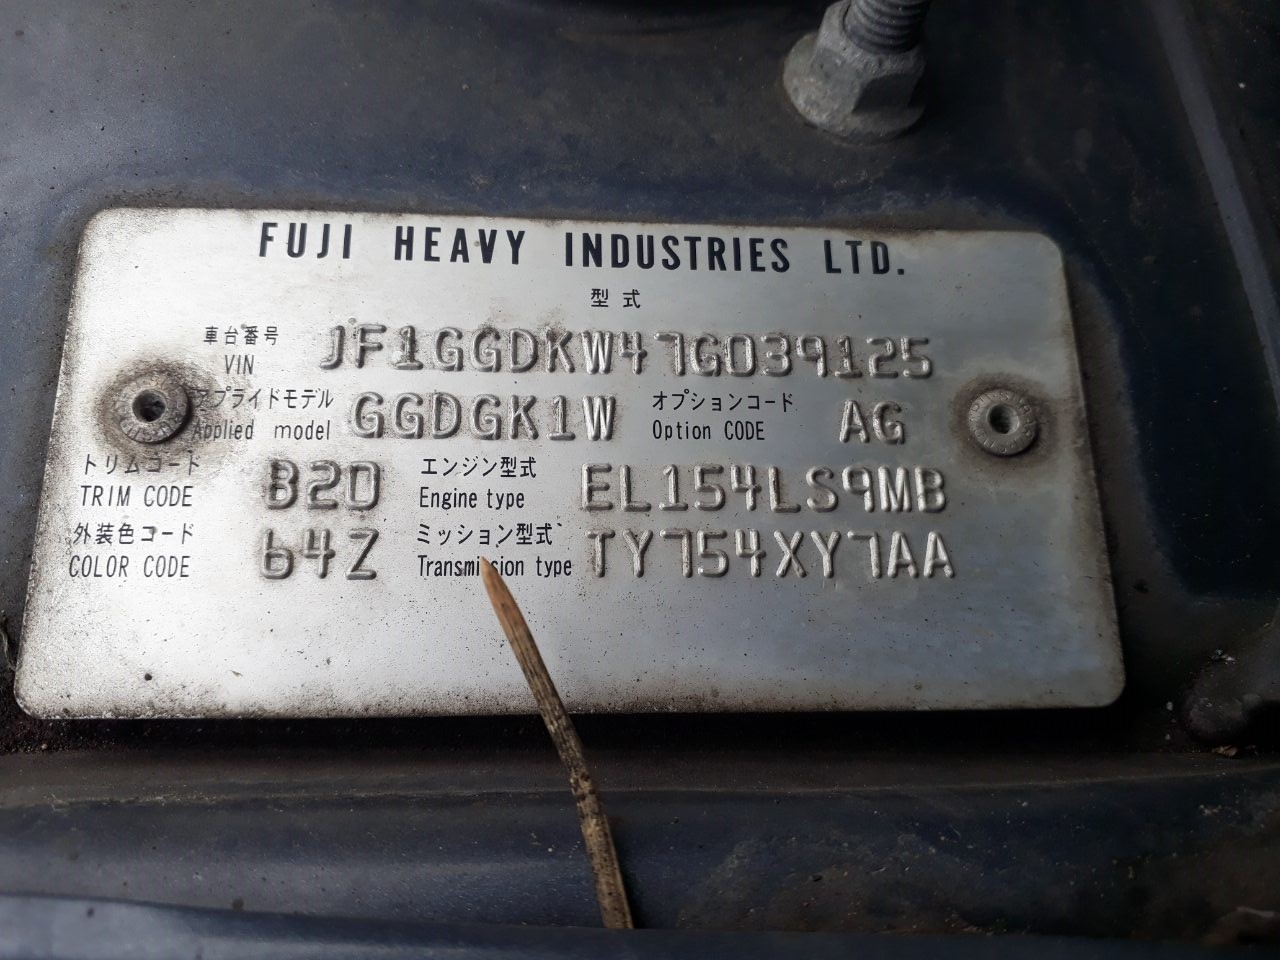 FUJI HEAVY INDUSTRIES LTD.
型式
車台番号 VIN JF1GGDKW47G039125
アプライドモデル Applied model GGDGK1W オプションコード Option CODE AG
トリムコード TRIM CODE B20 エンジン型式 Engine type EL154LS9MB
外装色コード COLOR CODE 64Z ミッション型式 Transmission type TY754XY7AA